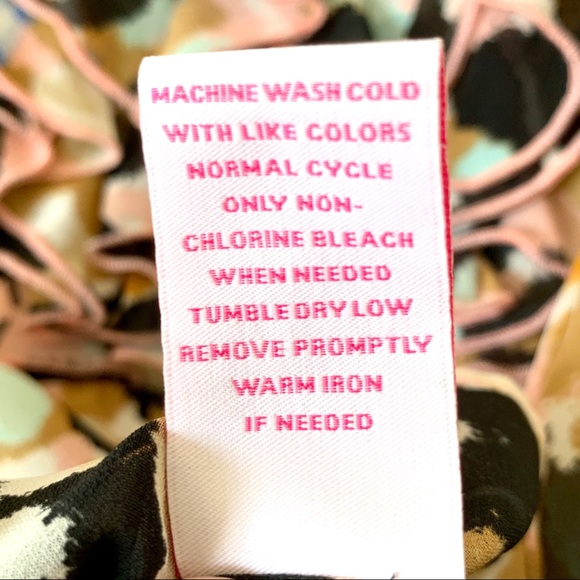 MACHINE WASH COLD
WITH LIKE COLORS
NORMAL CYCLE
ONLY NON-
CHLORINE BLEACH
WHEN NEEDED
TUMBLE DRY LOW
REMOVE PROMPTLY
WARM IRON
IF NEEDED